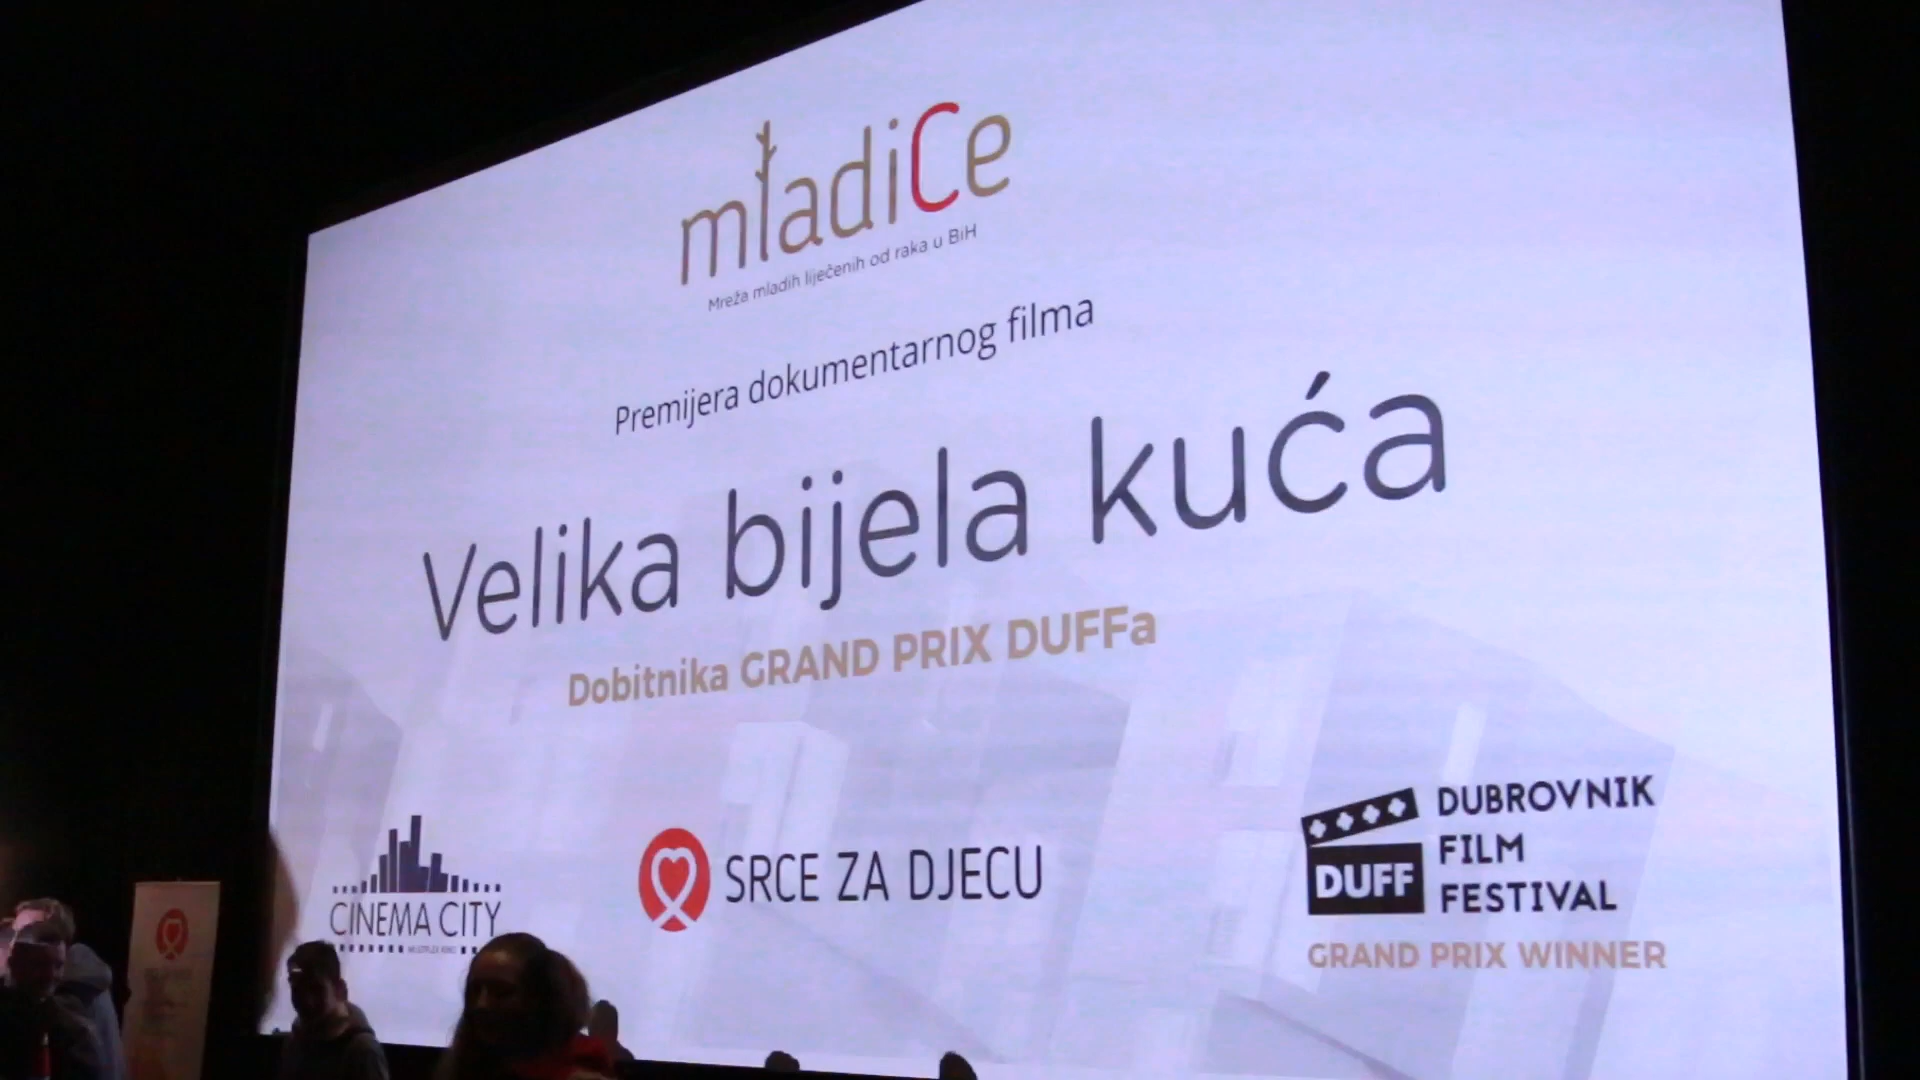 mladiCe
Mreža mladih liječenih od raka u BiH
Premijera dokumentarnog filma
Velika bijela kuća
Dobitnika GRAND PRIX DUFFa
CINEMA CITY
SRCE ZA DJECU
DUFF
DUBROVNIK
FILM
FESTIVAL
GRAND PRIX WINNER